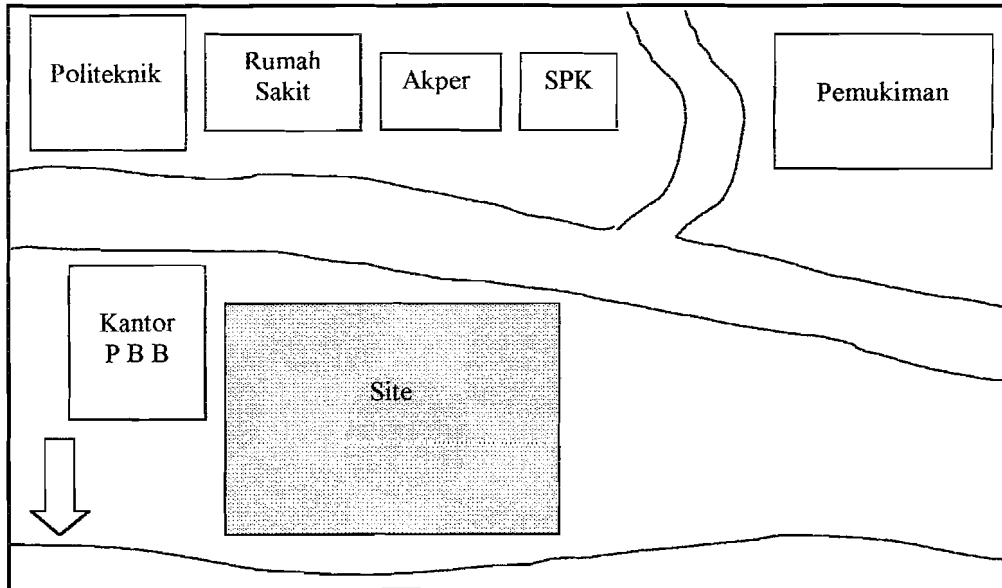 Politeknik
Rumah
Sakit
Akper
SPK
Pemukiman
Kantor
P B B
Site